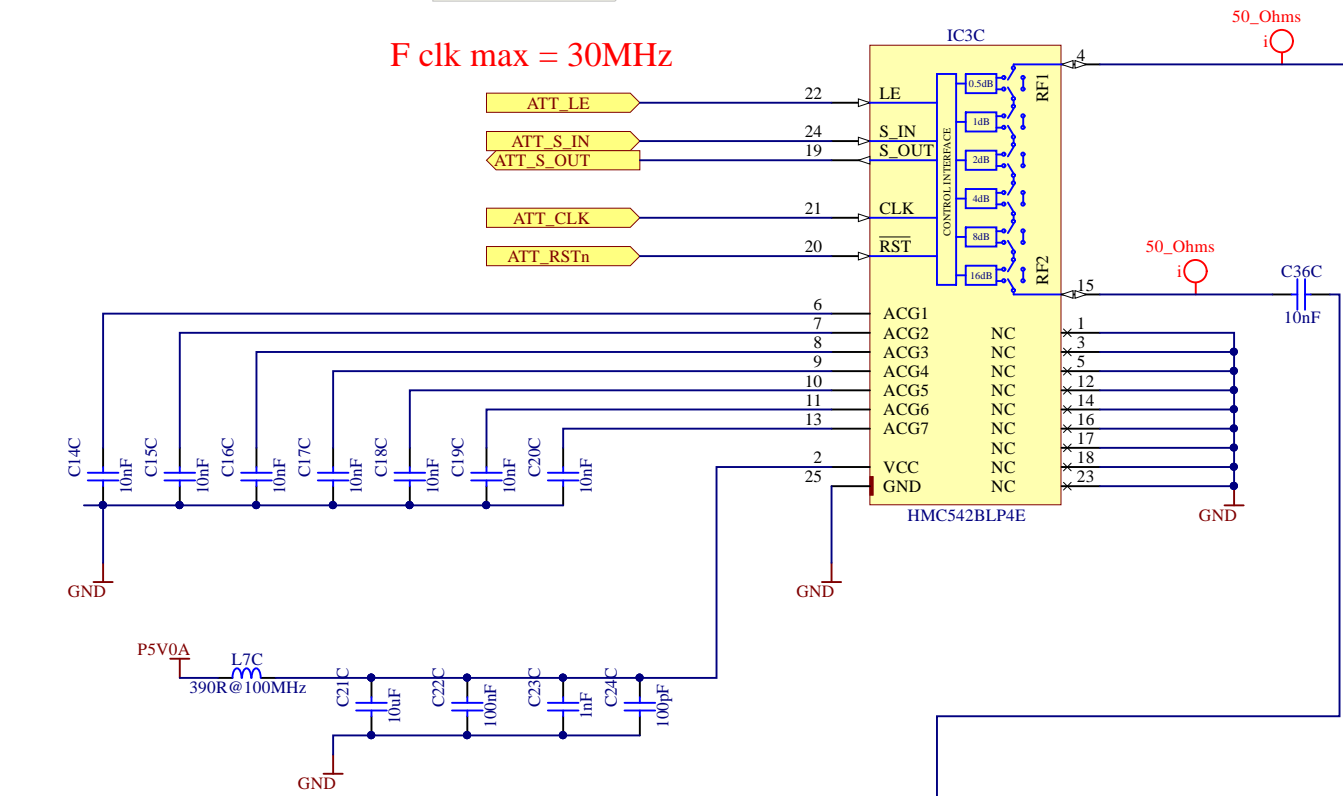 50_Ohms
i
F clk max = 30MHz
IC3C
ATT_LE
22
LE
4
RF1
0.5dB
ATT_S_IN
24
S_IN
1dB
ATT_S_OUT
19
S_OUT
2dB
CONTROL INTERFACE
4dB
ATT_CLK
21
CLK
8dB
ATT_RSTn
20
RST
16dB
RF2
15
50_Ohms
i
C36C
10nF
6
ACG1
7
ACG2
NC
1
8
ACG3
NC
3
9
ACG4
NC
5
10
ACG5
NC
12
11
ACG6
NC
14
13
ACG7
NC
16
NC
17
2
VCC
NC
18
25
GND
NC
23
HMC542BLP4E
GND
GND
C14C
10nF
C15C
10nF
C16C
10nF
C17C
10nF
C18C
10nF
C19C
10nF
C20C
10nF
GND
P5V0A
L7C
390R@100MHz
C21C
10uF
C22C
100nF
C23C
1nF
C24C
100pF
GND